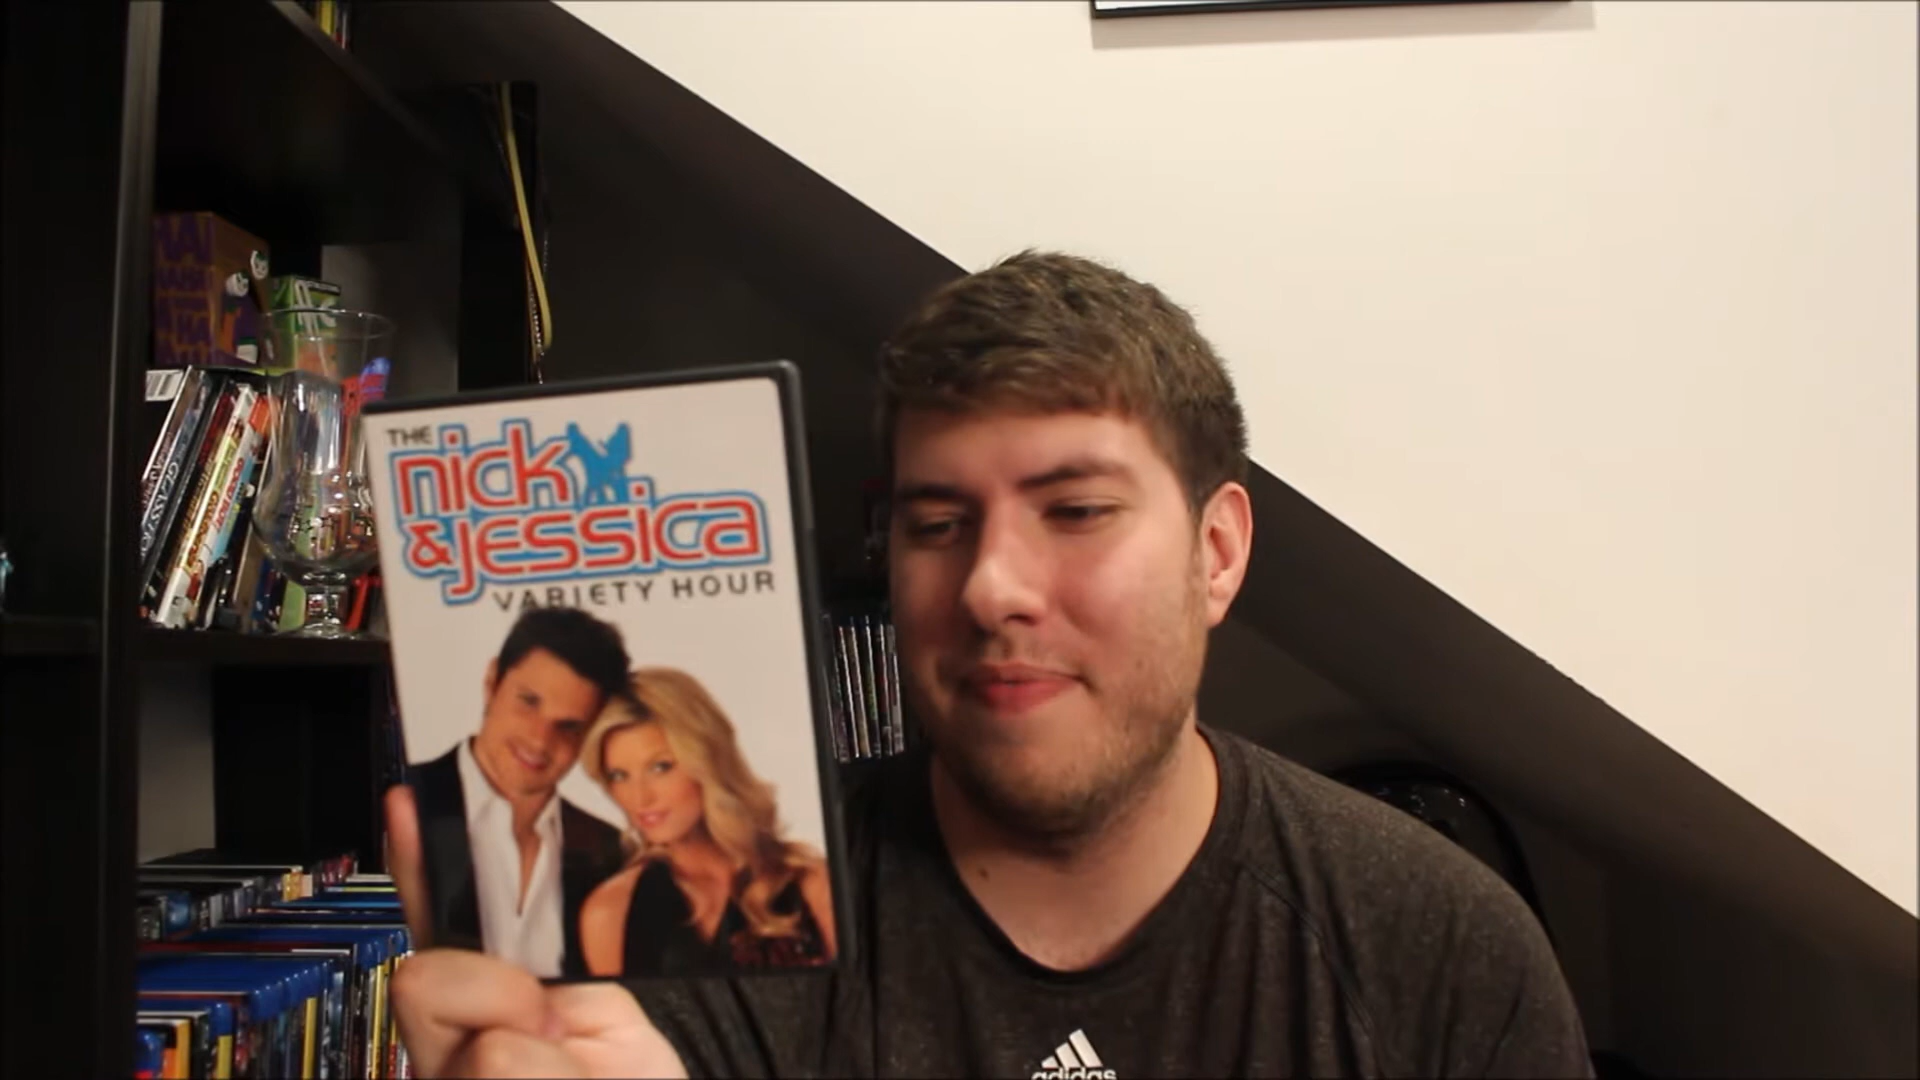 THE
nick
&jessica
VARIETY HOUR
adidas